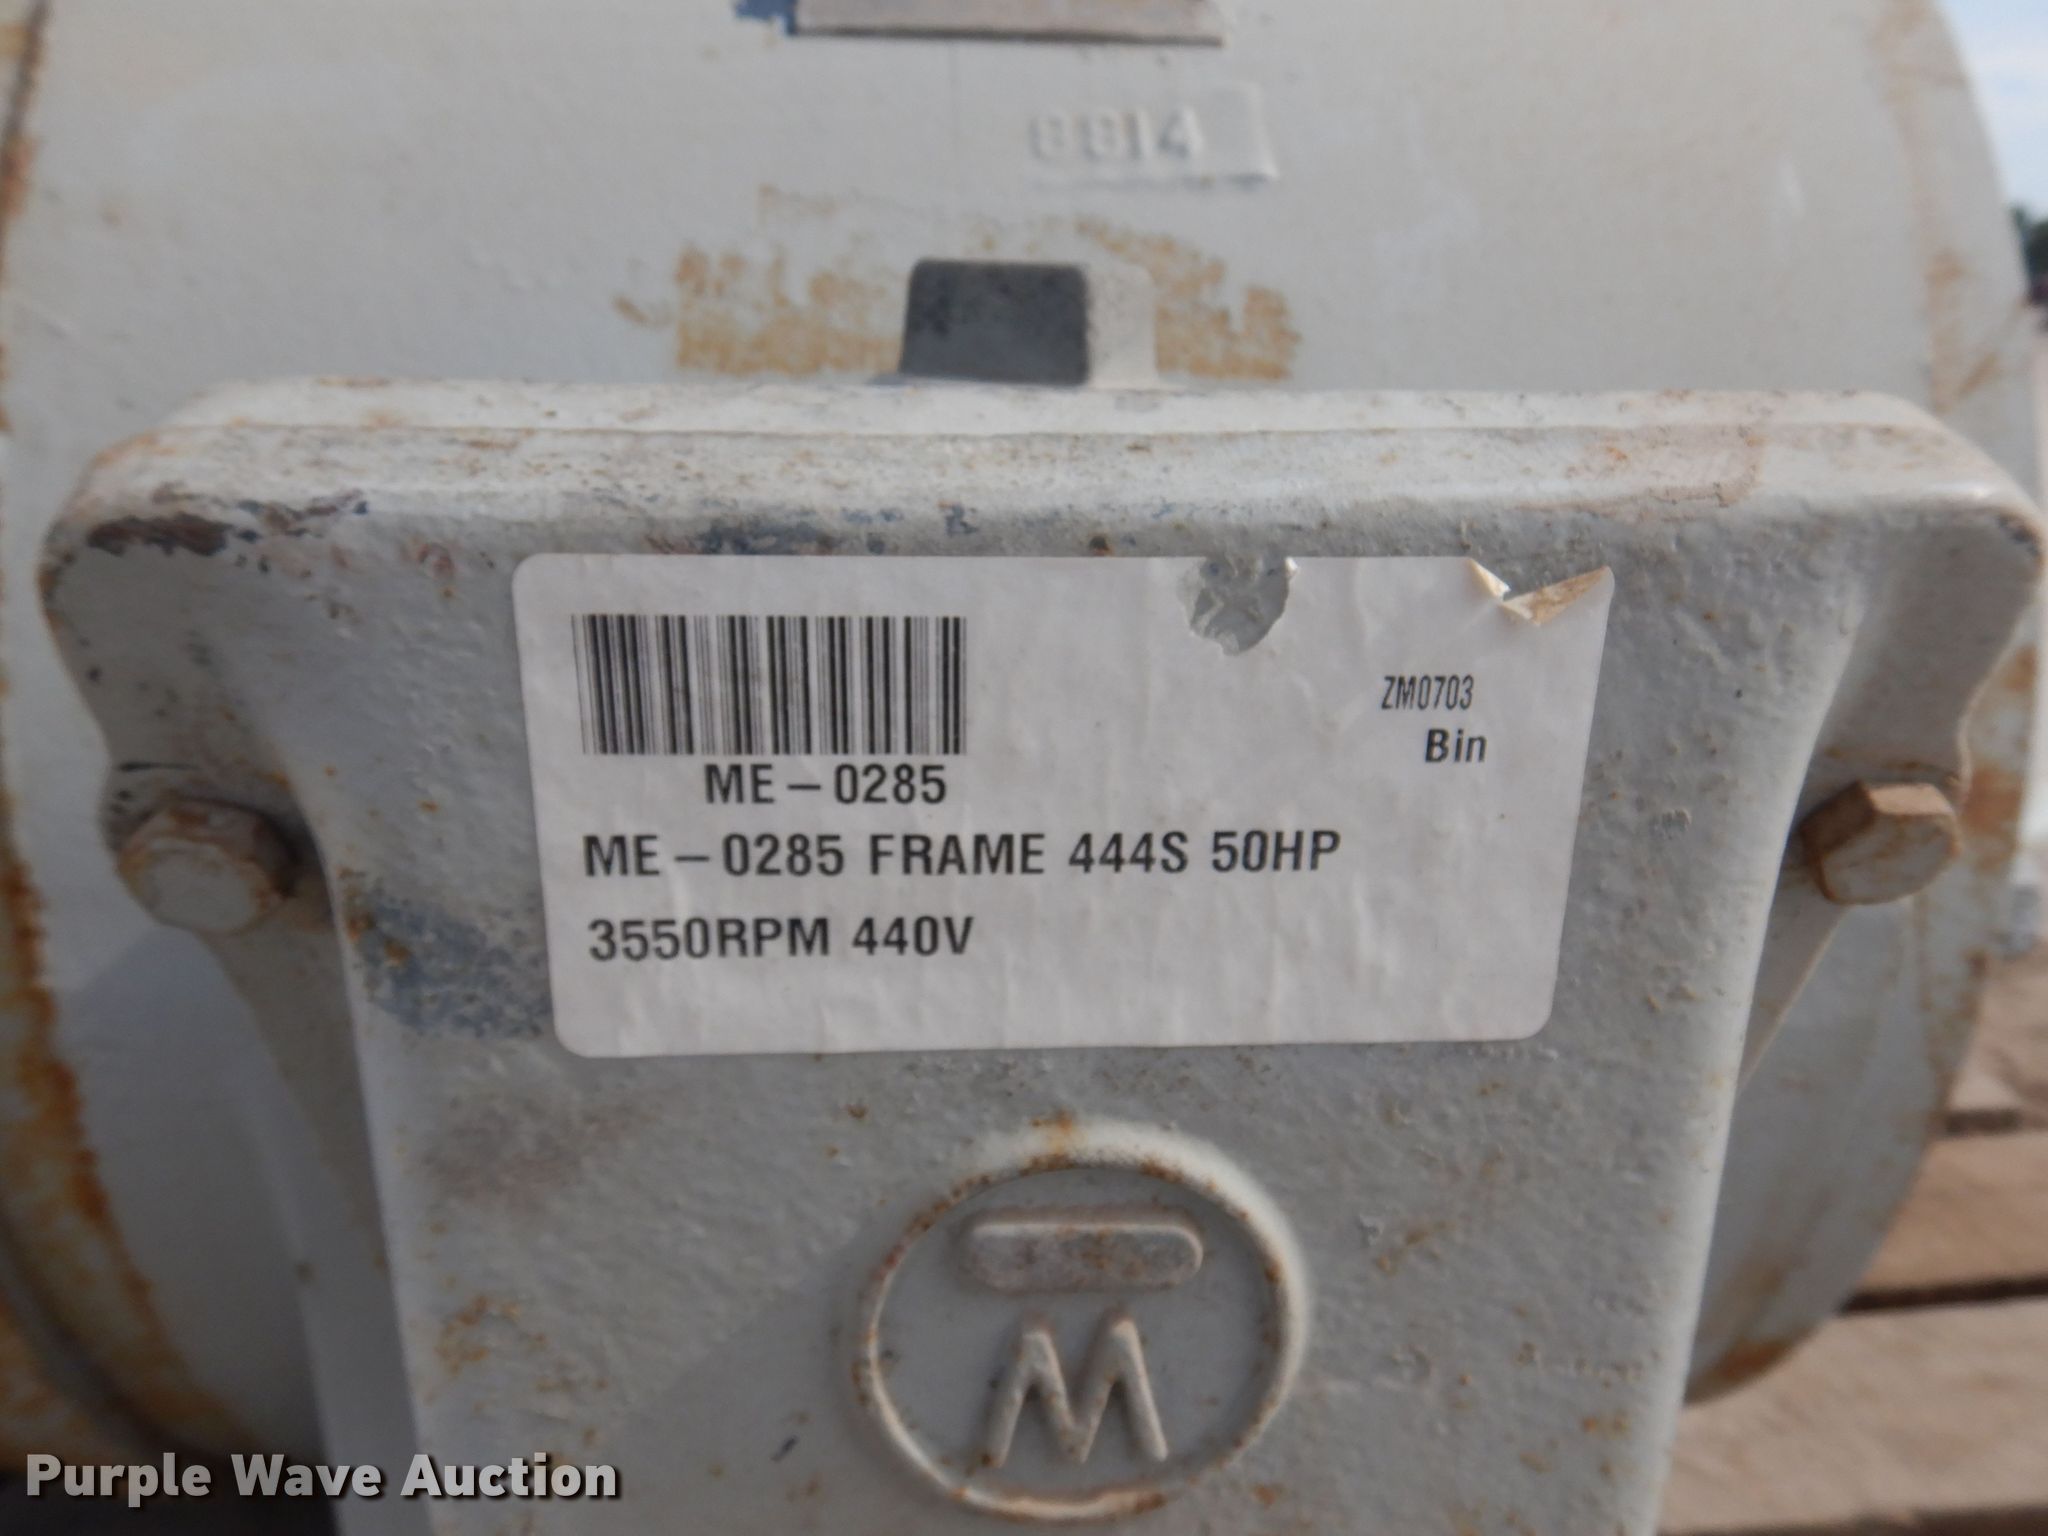 8814
ZM0703
Bin
ME-0285
ME-0285 FRAME 444S 50HP
3550RPM 440V
M
Purple Wave Auction